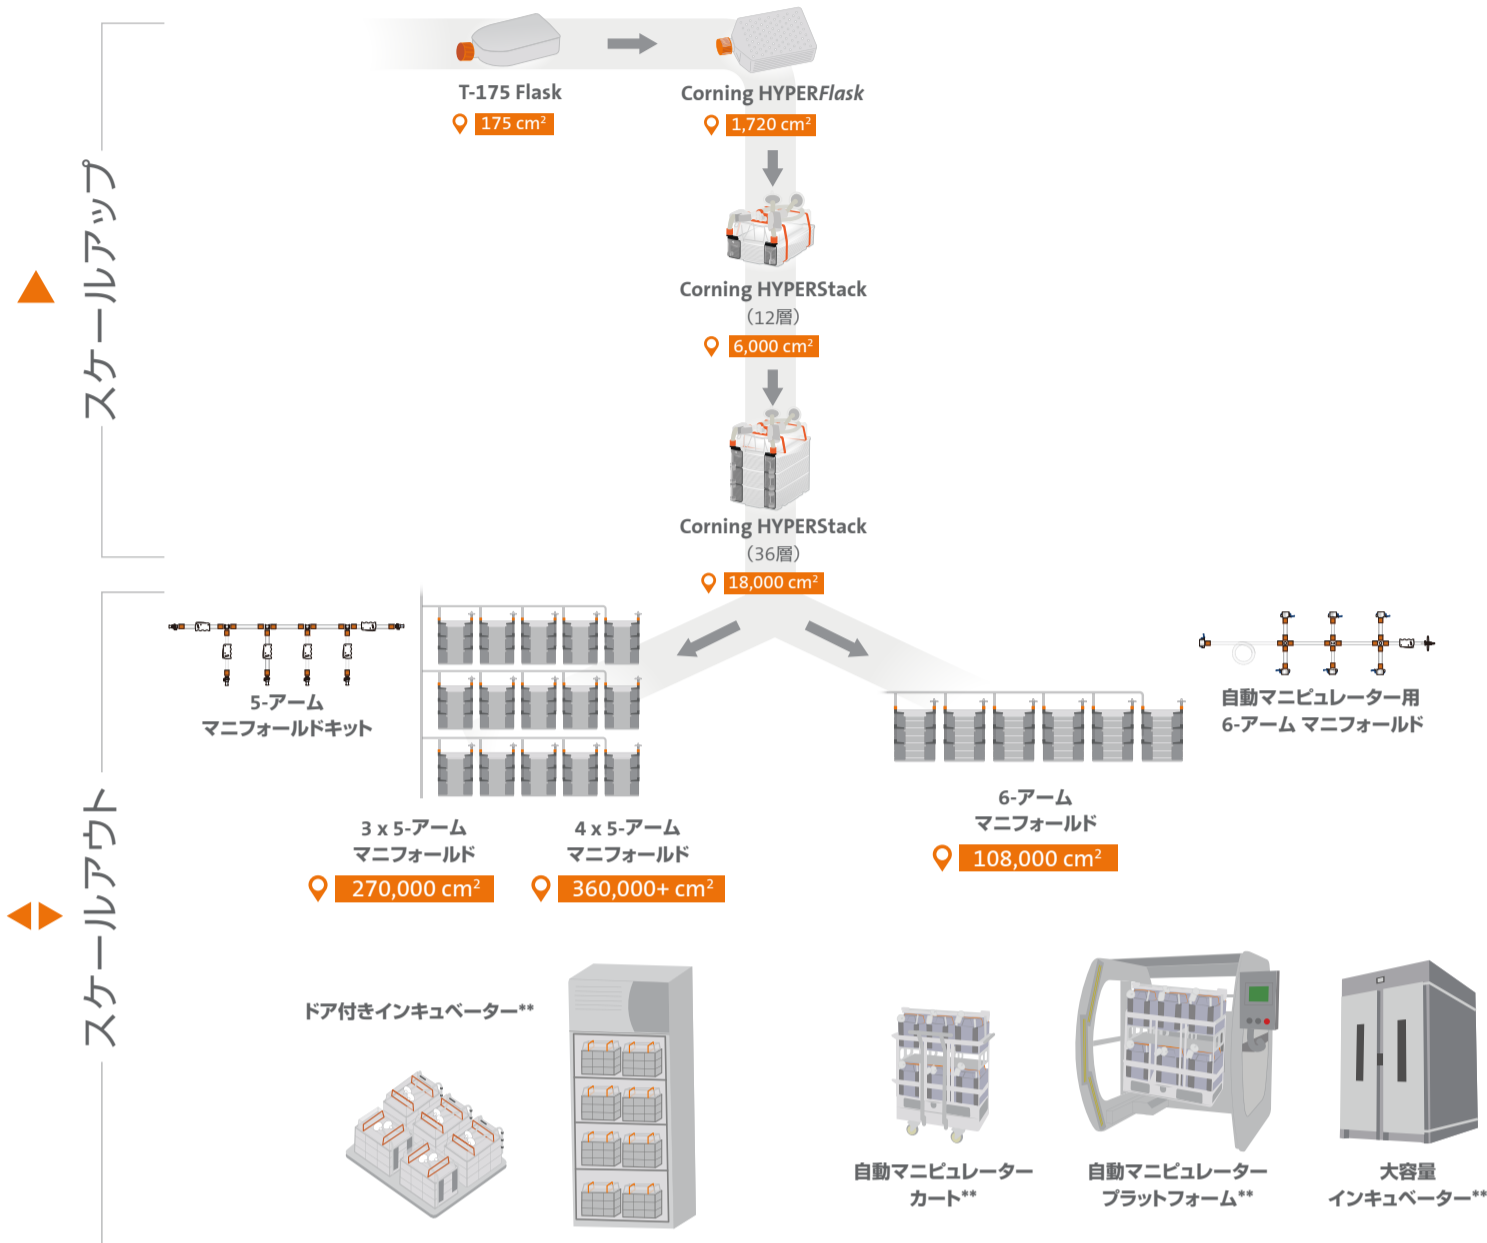 スケールアップ
T-175 Flask
175 cm²
Corning HYPERFlask
1,720 cm²
Corning HYPERStack
（12層）
6,000 cm²
Corning HYPERStack
（36層）
18,000 cm²
スケールアウト
5-アーム
マニフォールドキット
3 x 5-アーム
マニフォールド
270,000 cm²
4 x 5-アーム
マニフォールド
360,000+ cm²
6-アーム
マニフォールド
108,000 cm²
自動マニピュレーター用
6-アーム マニフォールド
ドア付きインキュベーター**
自動マニピュレーター
カート**
自動マニピュレーター
プラットフォーム**
大容量
インキュベーター**